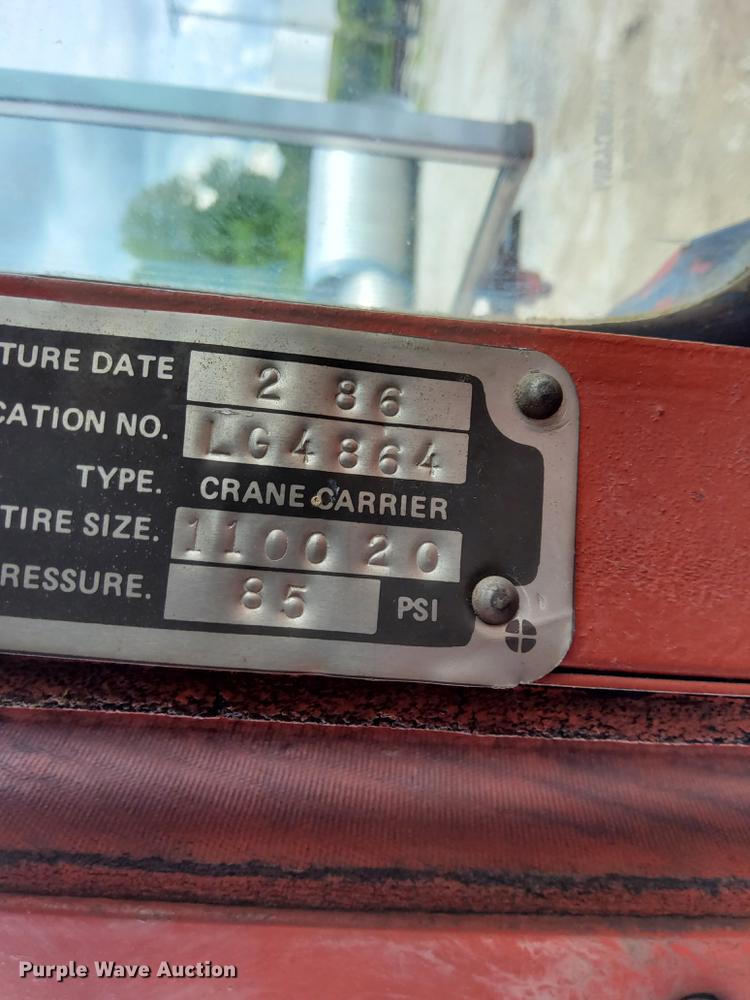 TURE DATE 2 86
CATION NO. LG4864
TYPE. CRANE CARRIER
TIRE SIZE. 1100 20
RESSURE. 85 PSI
Purple Wave Auction